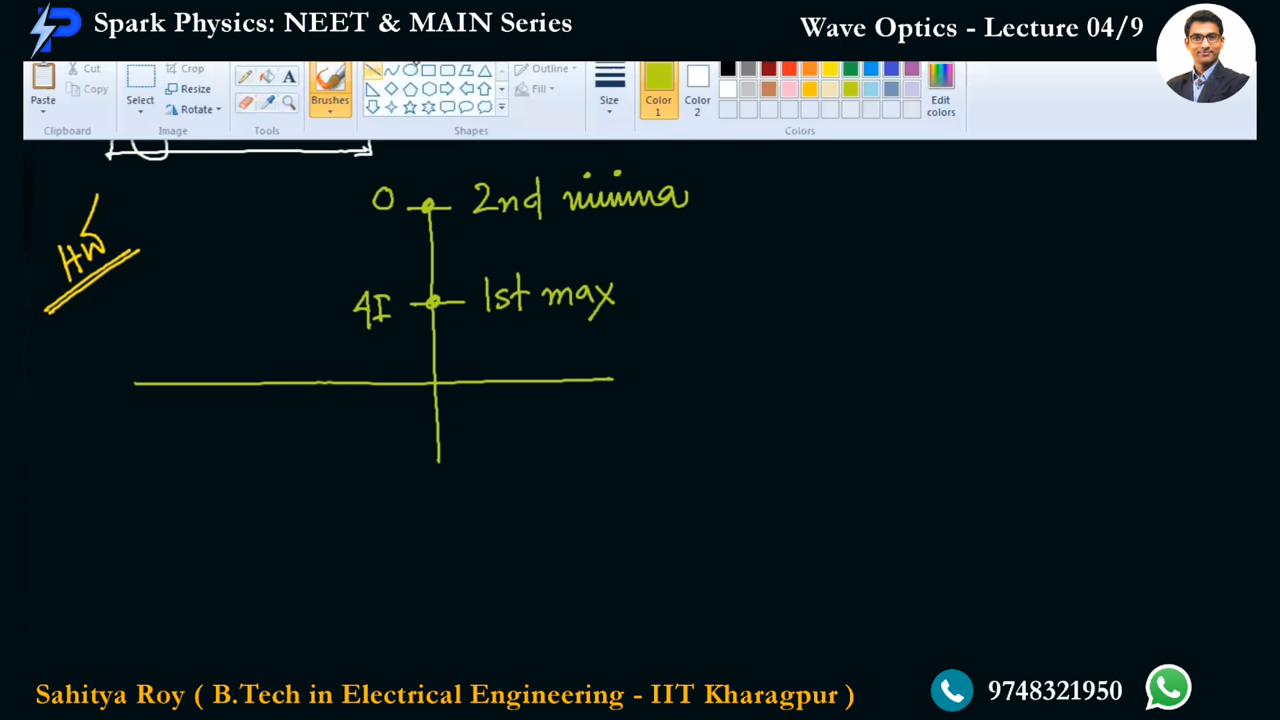 Spark Physics: NEET & MAIN Series
Wave Optics - Lecture 04/9
Paste
Cut
Copy
Clipboard
Select
Crop
Resize
Rotate
Image
A
Tools
Brushes
Outline
Fill
Shapes
Size
Color 1
Color 2
Edit colors
Colors
HW
0 2nd minima
4I 1st max
Sahitya Roy ( B.Tech in Electrical Engineering - IIT Kharagpur )
9748321950